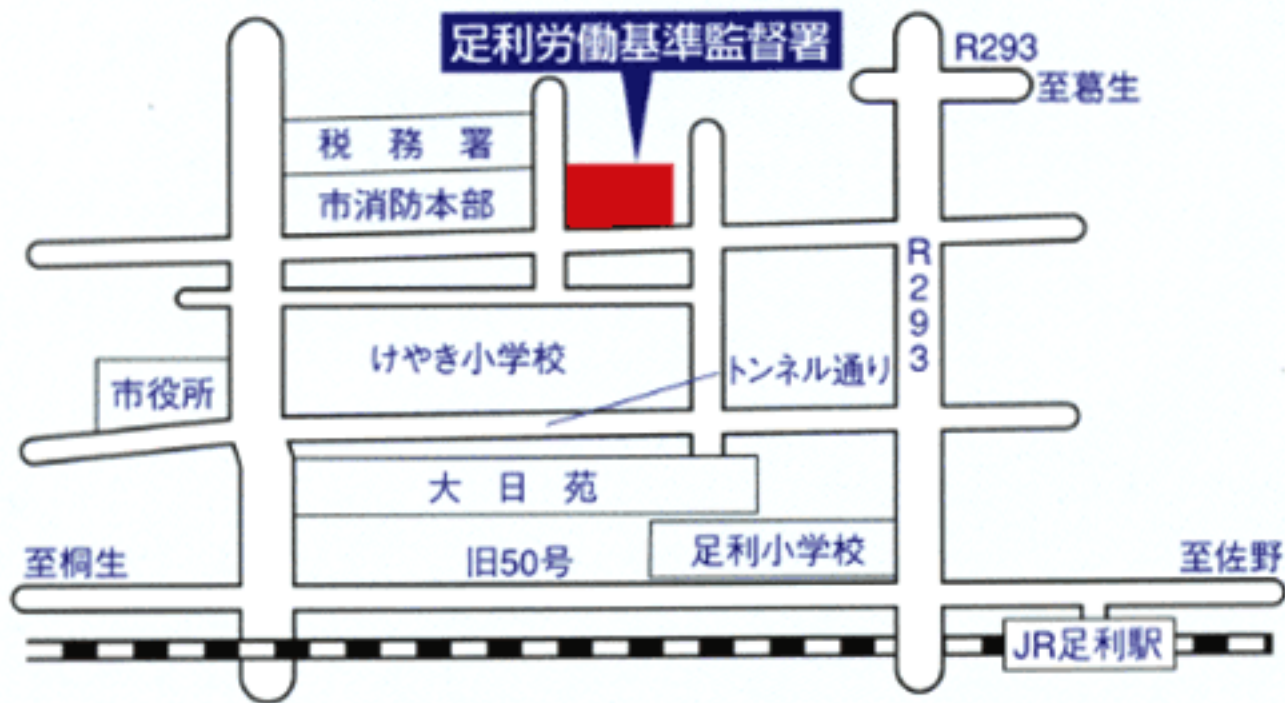 足利労働基準監督署
R293
至葛生
税務署
市消防本部
R293
けやき小学校
トンネル通り
市役所
大日苑
足利小学校
旧50号
至桐生
至佐野
JR足利駅